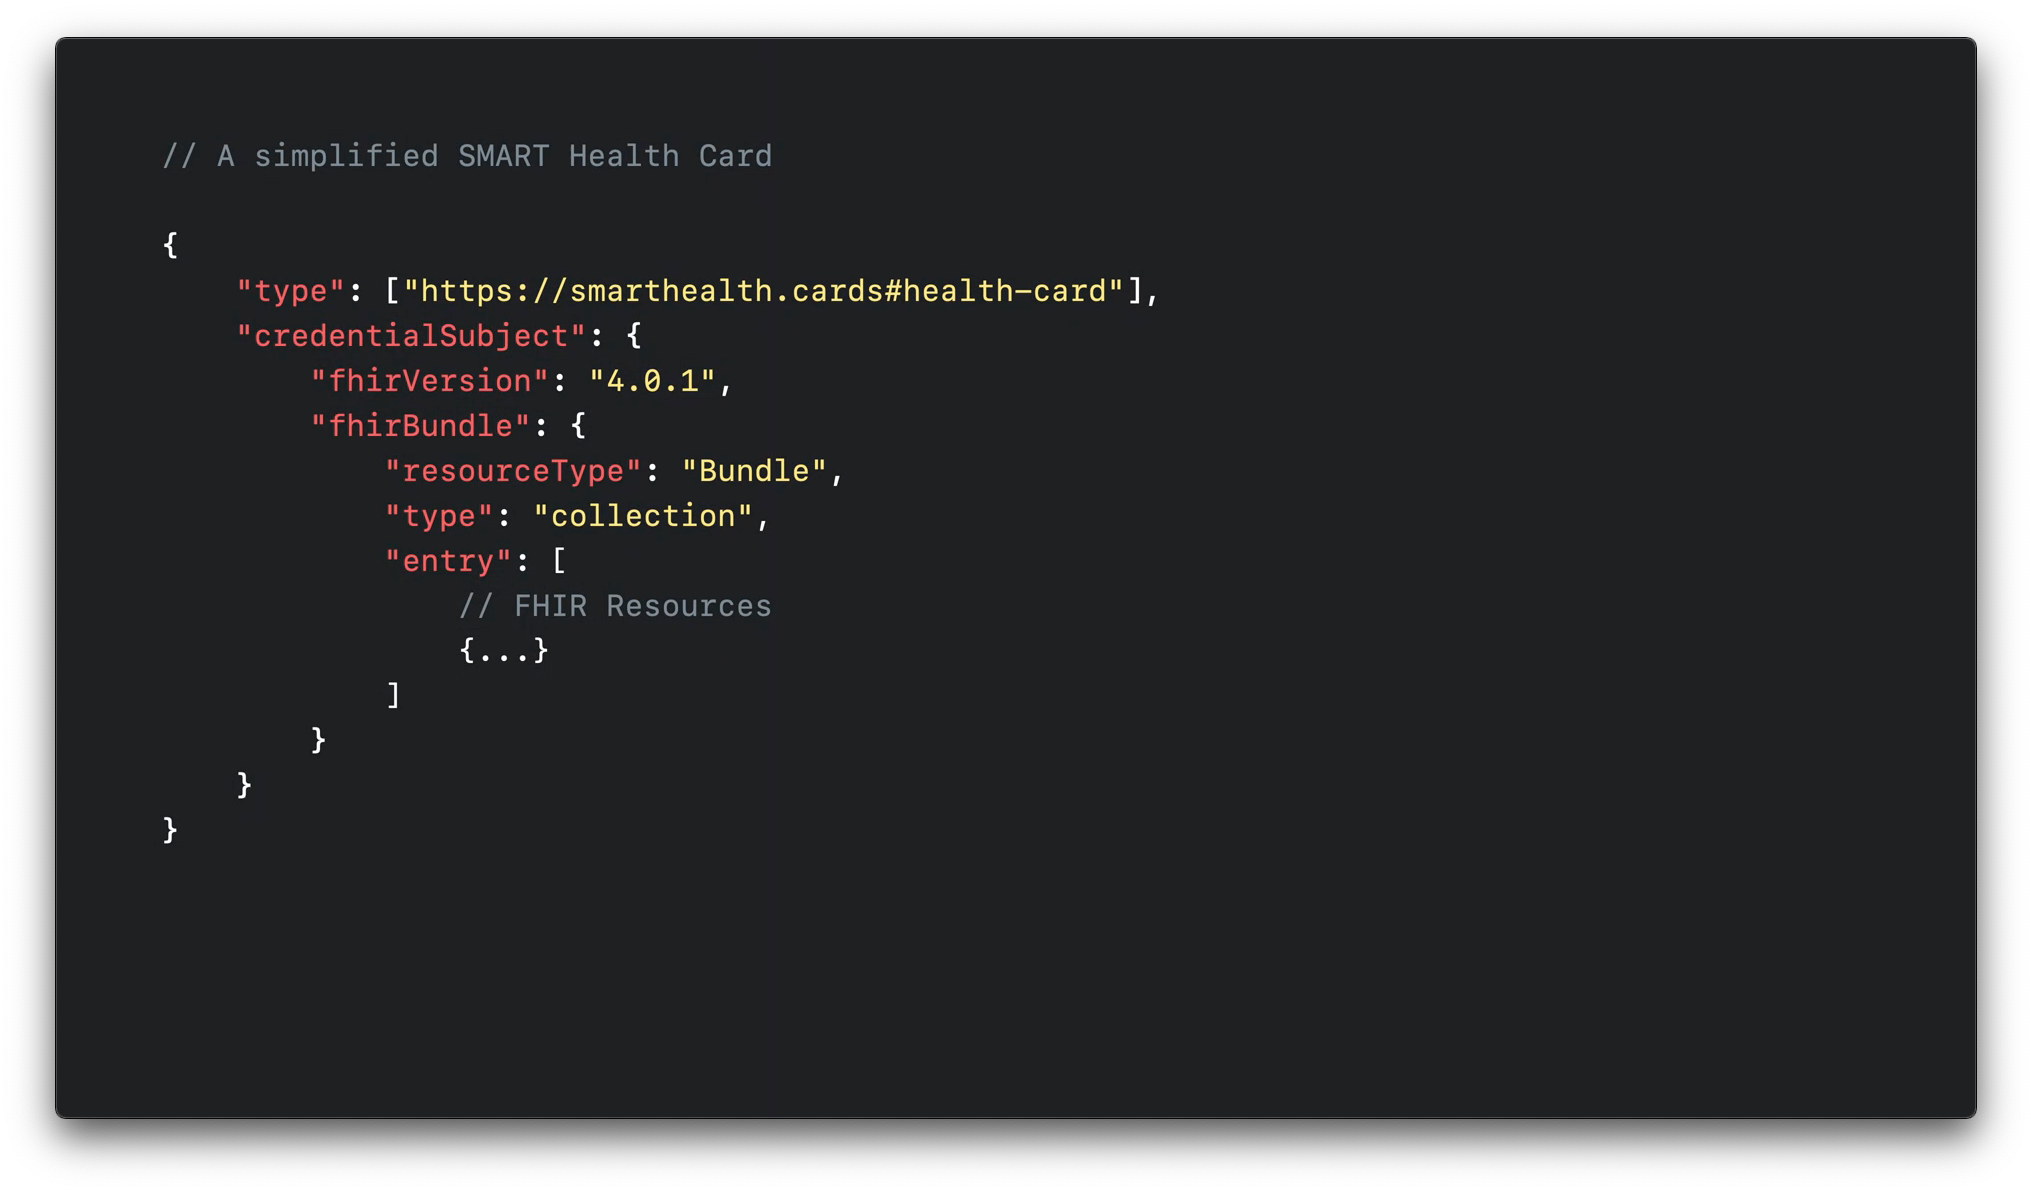 // A simplified SMART Health Card
{
"type": ["https://smarthealth.cards#health-card"],
"credentialSubject": {
"fhirVersion": "4.0.1",
"fhirBundle": {
"resourceType": "Bundle",
"type": "collection",
"entry": [
// FHIR Resources
{...}
]
}
}
}